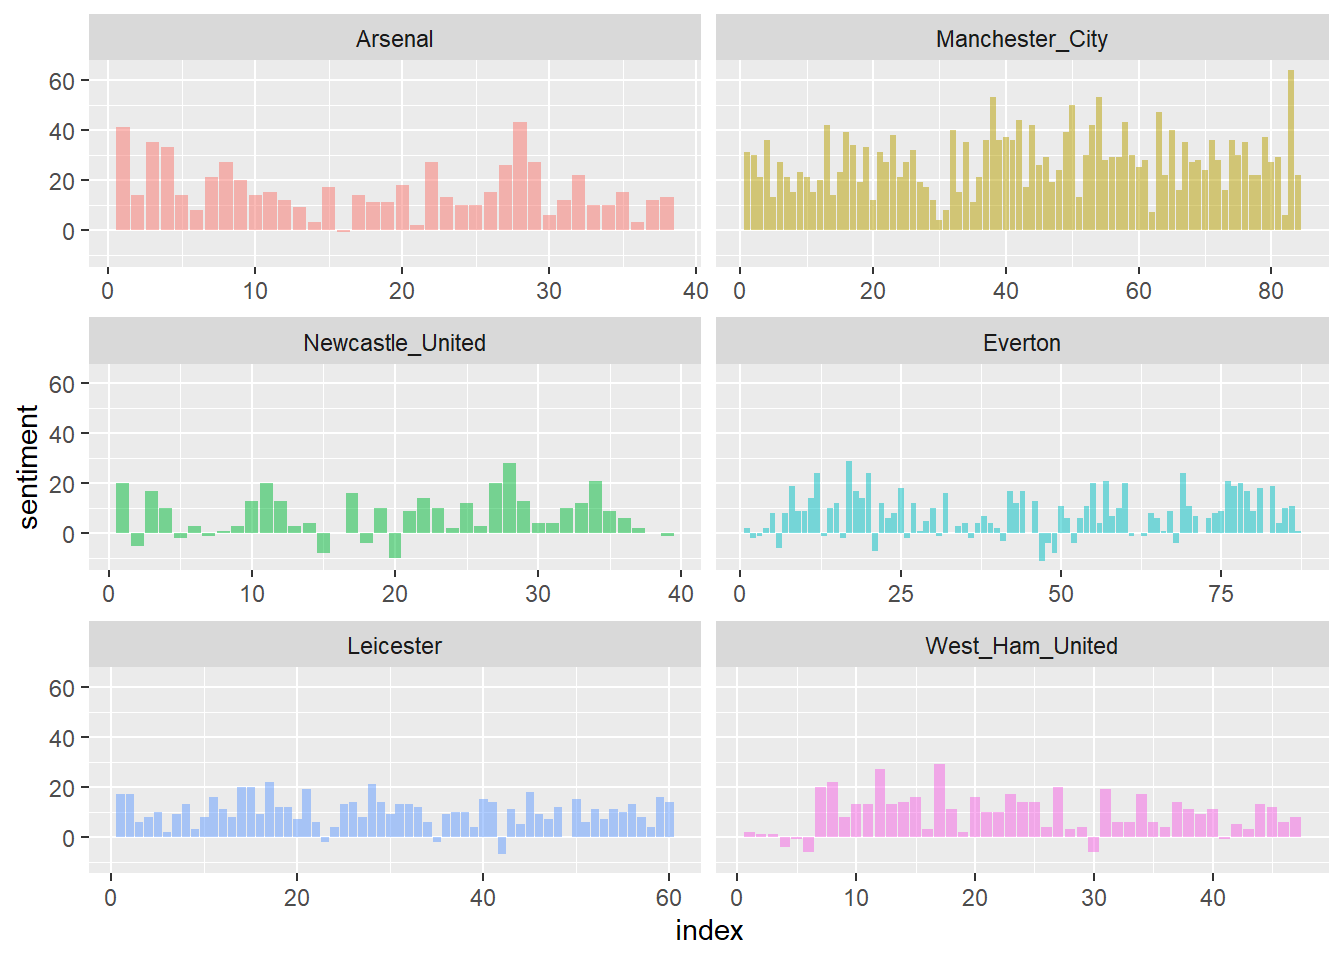 Arsenal
Manchester_City
60
40
20
0
0 10 20 30 40
0 20 40 60 80
Newcastle_United
Everton
60
40
20
0
0 10 20 30 40
0 25 50 75
Leicester
West_Ham_United
60
40
20
0
0 20 40 60
0 10 20 30 40
sentiment
index